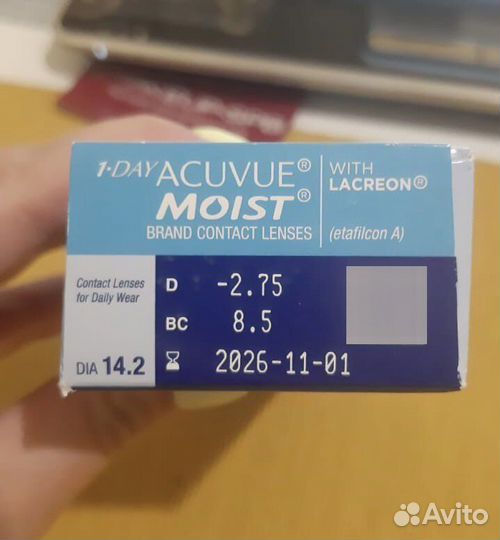 1·DAY ACUVUE®
MOIST®
BRAND CONTACT LENSES
WITH
LACREON®
(etafilcon A)
Contact Lenses
for Daily Wear
DIA 14.2
D -2.75
BC 8.5
2026-11-01
Avito